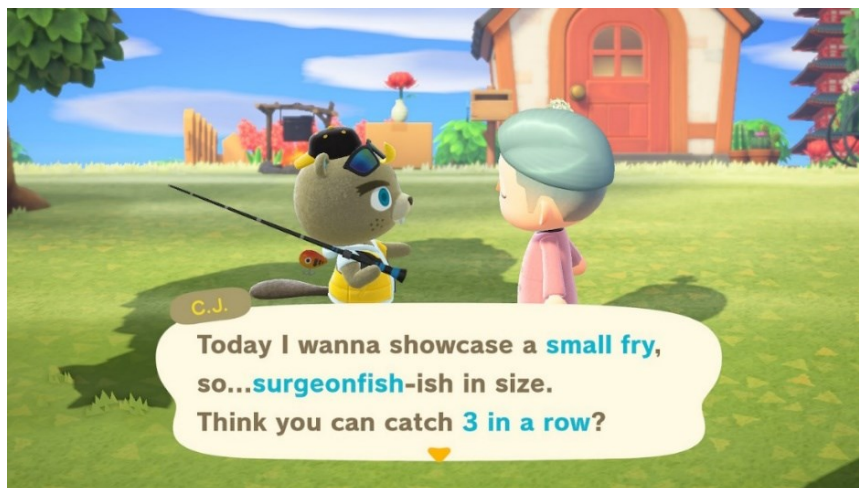 C.J.
Today I wanna showcase a small fry,
so...surgeonfish-ish in size.
Think you can catch 3 in a row?